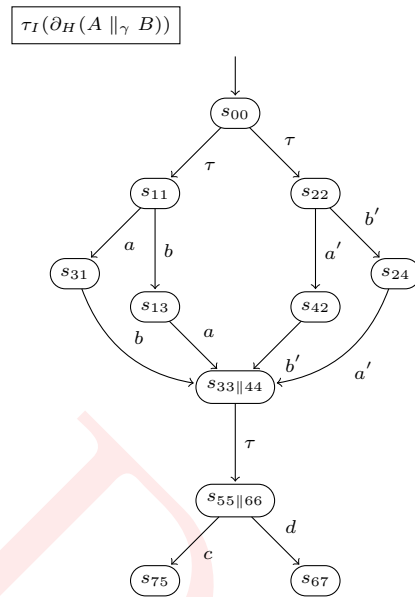 τ_I(∂_H(A ∥_γ B))
s_00
τ τ
s_11 s_22
a b a′ b′
s_31 s_24
s_13 s_42
b a b′ a′
s_33∥44
τ
s_55∥66
c d
s_75 s_67